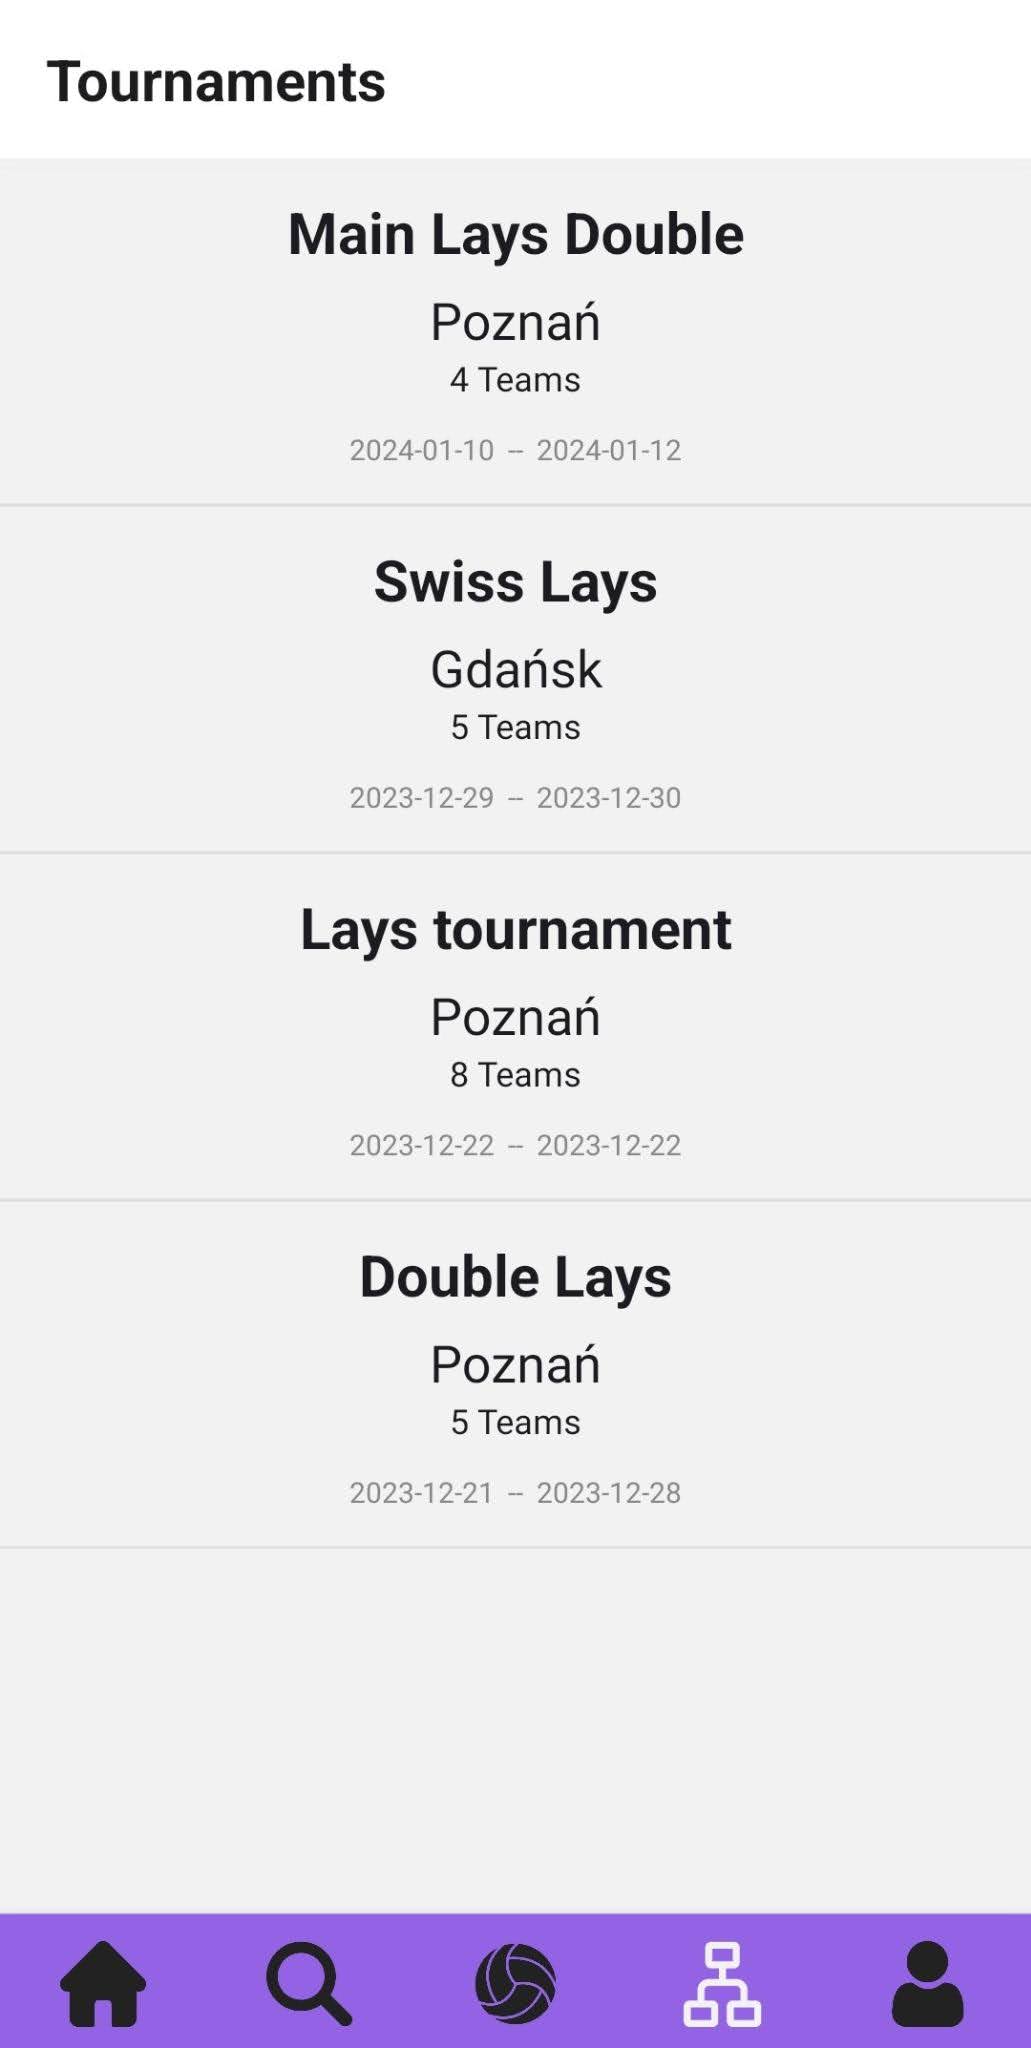 Tournaments
Main Lays Double
Poznań
4 Teams
2024-01-10 -- 2024-01-12
Swiss Lays
Gdańsk
5 Teams
2023-12-29 -- 2023-12-30
Lays tournament
Poznań
8 Teams
2023-12-22 -- 2023-12-22
Double Lays
Poznań
5 Teams
2023-12-21 -- 2023-12-28